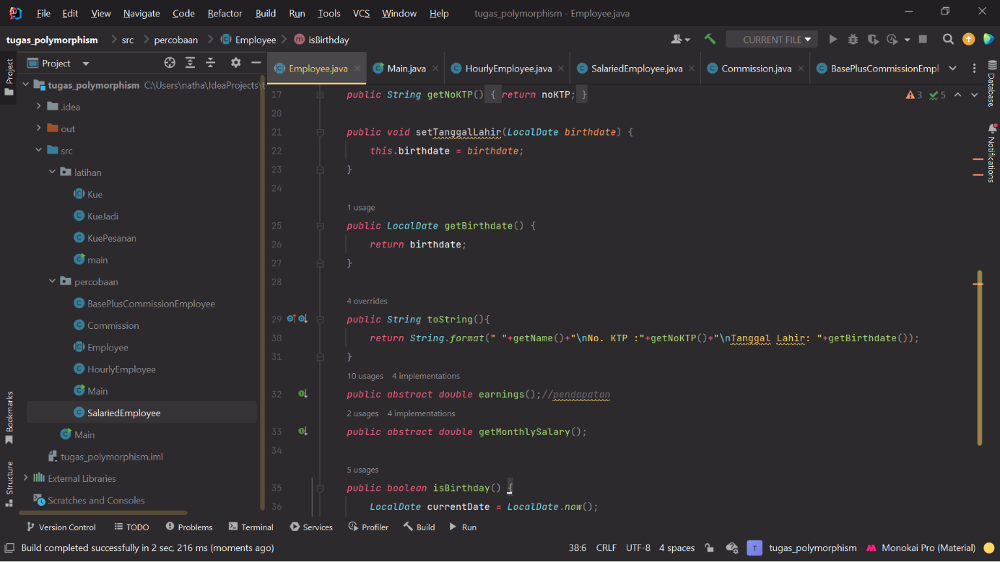 File Edit View Navigate Code Refactor Build Run Tools VCS Window Help tugas_polymorphism - Employee.java
tugas_polymorphism src percobaan Employee isBirthday CURRENT FILE
Project
Project
Employee.java Main.java HourlyEmployee.java SalariedEmployee.java Commission.java BasePlusCommissionEmpl
tugas_polymorphism C:\Users\natha\IdeaProjects\t
.idea
out
src
latihan
Kue
KueJadi
KuePesanan
main
percobaan
BasePlusCommissionEmployee
Commission
Employee
HourlyEmployee
Main
SalariedEmployee
Main
tugas_polymorphism.iml
External Libraries
Scratches and Consoles
Bookmarks
Structure
3 5
17 public String getNoKTP() { return noKTP; }
20
21 public void setTanggalLahir(LocalDate birthdate) {
22 this.birthdate = birthdate;
23 }
24
1 usage
25 public LocalDate getBirthdate() {
26 return birthdate;
27 }
28
4 overrides
29 public String toString(){
30 return String.format(" "+getName()+"\nNo. KTP :"+getNoKTP()+"\nTanggal Lahir: "+getBirthdate());
31 }
10 usages 4 implementations
32 public abstract double earnings();//pendapatan
2 usages 4 implementations
33 public abstract double getMonthlySalary();
34
5 usages
35 public boolean isBirthday() {
36 LocalDate currentDate = LocalDate.now();
Database
Notifications
Version Control TODO Problems Terminal Services Profiler Build Run
Build completed successfully in 2 sec, 216 ms (moments ago) 38:6 CRLF UTF-8 4 spaces T tugas_polymorphism Monokai Pro (Material)